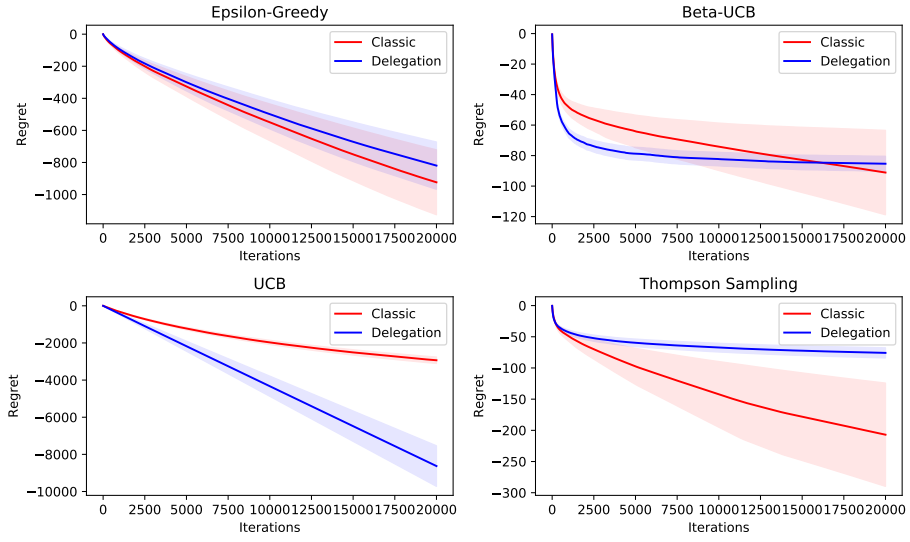 Epsilon-Greedy
Classic
Delegation
0
−200
−400
−600
−800
−1000
Regret
0 2500 5000 7500 10000 12500 15000 17500 20000
Iterations
Beta-UCB
Classic
Delegation
0
−20
−40
−60
−80
−100
−120
Regret
0 2500 5000 7500 10000 12500 15000 17500 20000
Iterations
UCB
Classic
Delegation
0
−2000
−4000
−6000
−8000
−10000
Regret
0 2500 5000 7500 10000 12500 15000 17500 20000
Iterations
Thompson Sampling
Classic
Delegation
0
−50
−100
−150
−200
−250
−300
Regret
0 2500 5000 7500 10000 12500 15000 17500 20000
Iterations